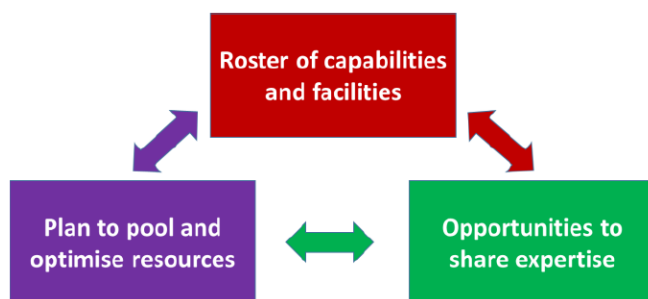 Roster of capabilities
and facilities
Plan to pool and
optimise resources
Opportunities to
share expertise